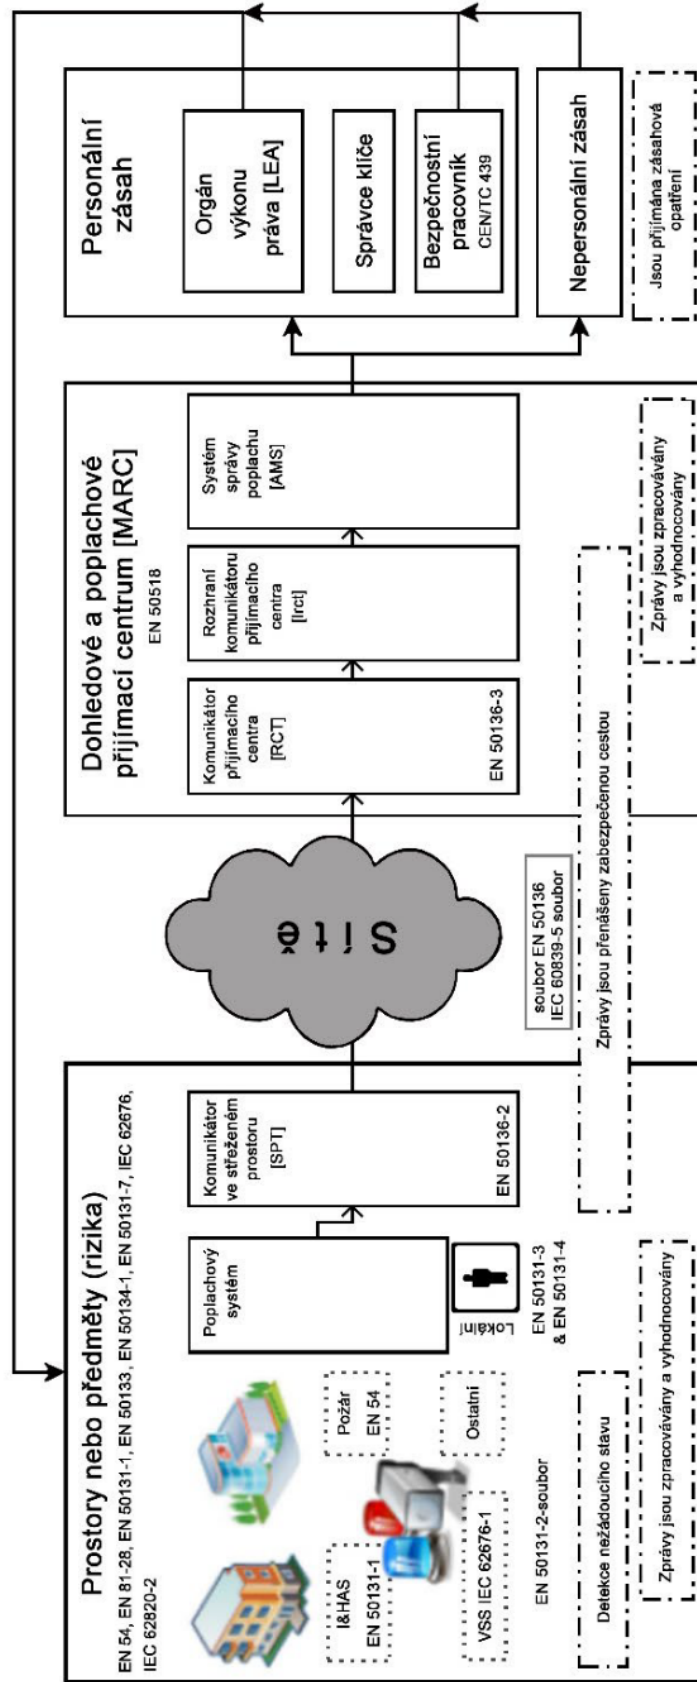 Prostory nebo předměty (rizika)
EN 54, EN 81-28, EN 50131-1, EN 50133, EN 50134-1, EN 50131-7, IEC 62676,
IEC 62820-2
I&HAS
EN 50131-1
Požár
EN 54
VSS IEC 62676-1
Ostatní
EN 50131-2-soubor
Detekce nežádoucího stavu
Poplachový
systém
Lokální
EN 50131-3
& EN 50131-4
Zprávy jsou zpracovávány a vyhodnocovány
Komunikátor
ve střeženém
prostoru
[SPT]
EN 50136-2
Sítě
soubor EN 50136
IEC 60839-5 soubor
Zprávy jsou přenášeny zabezpečenou cestou
Dohledové a poplachové
přijímací centrum [MARC]
EN 50518
Komunikátor
přijímacího
centra
[RCT]
EN 50136-3
Rozhraní
komunikátoru
přijímacího
centra
[Irct]
Systém
správy
poplachu
[AMS]
Zprávy jsou zpracovávány
a vyhodnocovány
Personální
zásah
Orgán
výkonu
práva [LEA]
Správce klíče
Bezpečnostní
pracovník
CEN/TC 439
Nepersonální zásah
Jsou přijímána zásahová
opatření